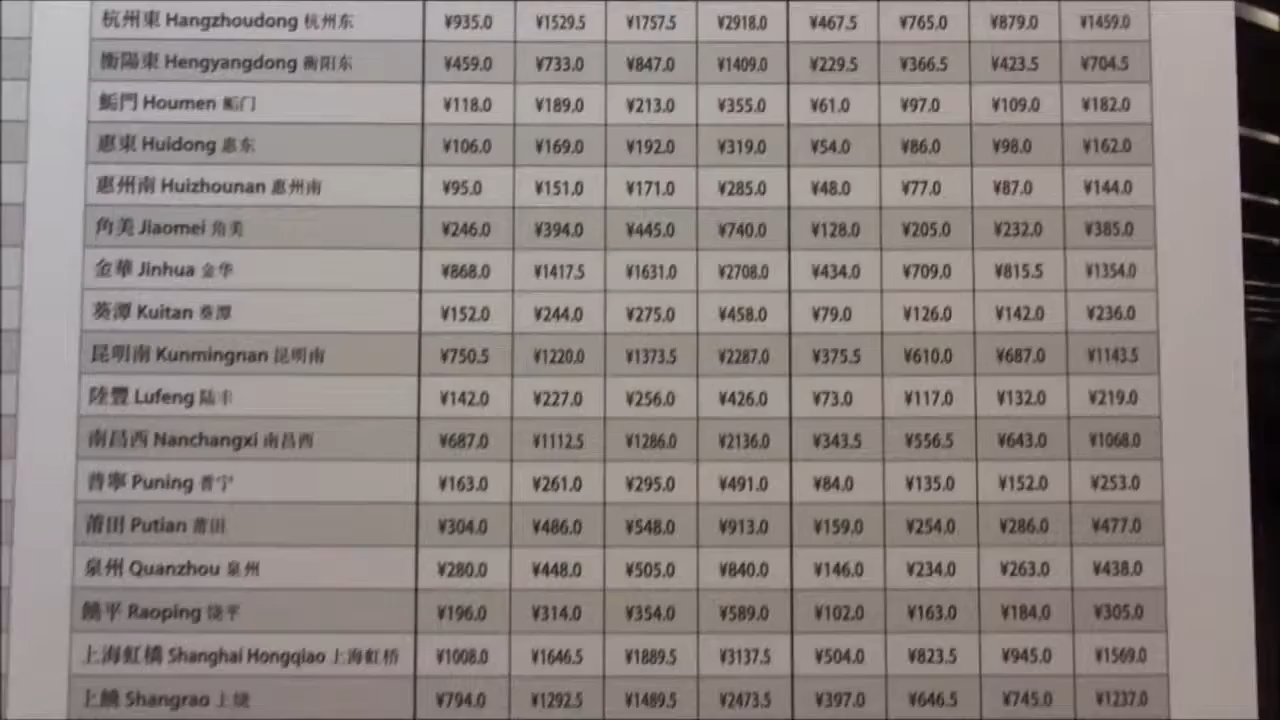 杭州東 Hangzhoudong 杭州东 ¥935.0 ¥1529.5 ¥1757.5 ¥2918.0 ¥467.5 ¥765.0 ¥879.0 ¥1459.0
衡陽東 Hengyangdong 衡阳东 ¥459.0 ¥733.0 ¥847.0 ¥1409.0 ¥229.5 ¥366.5 ¥423.5 ¥704.5
鮜門 Houmen 鲘门 ¥118.0 ¥189.0 ¥213.0 ¥355.0 ¥61.0 ¥97.0 ¥109.0 ¥182.0
惠東 Huidong 惠东 ¥106.0 ¥169.0 ¥192.0 ¥319.0 ¥54.0 ¥86.0 ¥98.0 ¥162.0
惠州南 Huizhounan 惠州南 ¥95.0 ¥151.0 ¥171.0 ¥285.0 ¥48.0 ¥77.0 ¥87.0 ¥144.0
角美 Jiaomei 角美 ¥246.0 ¥394.0 ¥445.0 ¥740.0 ¥128.0 ¥205.0 ¥232.0 ¥385.0
金華 Jinhua 金华 ¥868.0 ¥1417.5 ¥1631.0 ¥2708.0 ¥434.0 ¥709.0 ¥815.5 ¥1354.0
葵潭 Kuitan 葵潭 ¥152.0 ¥244.0 ¥275.0 ¥458.0 ¥79.0 ¥126.0 ¥142.0 ¥236.0
昆明南 Kunmingnan 昆明南 ¥750.5 ¥1220.0 ¥1373.5 ¥2287.0 ¥375.5 ¥610.0 ¥687.0 ¥1143.5
陸豐 Lufeng 陆丰 ¥142.0 ¥227.0 ¥256.0 ¥426.0 ¥73.0 ¥117.0 ¥132.0 ¥219.0
南昌西 Nanchangxi 南昌西 ¥687.0 ¥1112.5 ¥1286.0 ¥2136.0 ¥343.5 ¥556.5 ¥643.0 ¥1068.0
普寧 Puning 普宁 ¥163.0 ¥261.0 ¥295.0 ¥491.0 ¥84.0 ¥135.0 ¥152.0 ¥253.0
莆田 Putian 莆田 ¥304.0 ¥486.0 ¥548.0 ¥913.0 ¥159.0 ¥254.0 ¥286.0 ¥477.0
泉州 Quanzhou 泉州 ¥280.0 ¥448.0 ¥505.0 ¥840.0 ¥146.0 ¥234.0 ¥263.0 ¥438.0
饒平 Raoping 饶平 ¥196.0 ¥314.0 ¥354.0 ¥589.0 ¥102.0 ¥163.0 ¥184.0 ¥305.0
上海虹橋 Shanghai Hongqiao 上海虹桥 ¥1008.0 ¥1646.5 ¥1889.5 ¥3137.5 ¥504.0 ¥823.5 ¥945.0 ¥1569.0
上饒 Shangrao 上饶 ¥794.0 ¥1292.5 ¥1489.5 ¥2473.5 ¥397.0 ¥646.5 ¥745.0 ¥1237.0